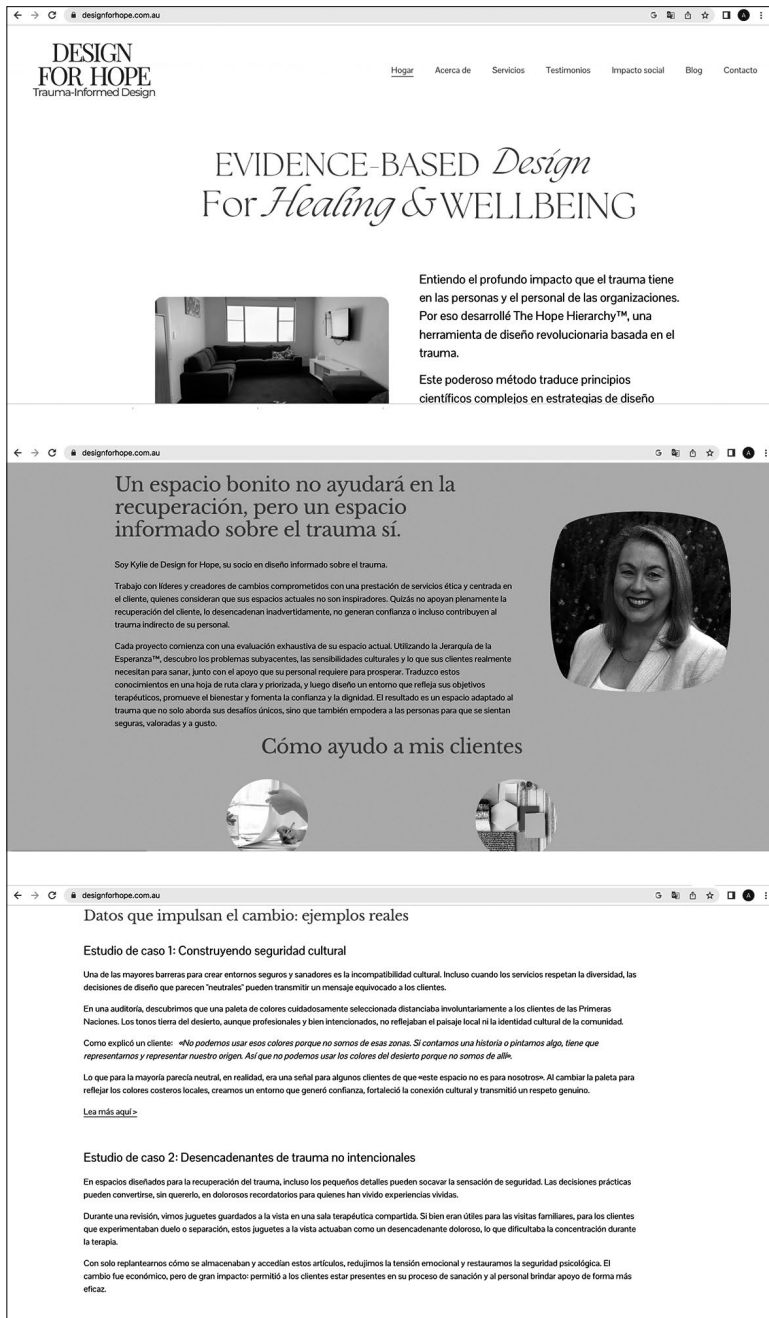 designforhope.com.au
DESIGN
FOR HOPE
Trauma-Informed Design
Hogar Acerca de Servicios Testimonios Impacto social Blog Contacto
EVIDENCE-BASED Design
For Healing & WELLBEING
Entiendo el profundo impacto que el trauma tiene
en las personas y el personal de las organizaciones.
Por eso desarrollé The Hope Hierarchy™, una
herramienta de diseño revolucionaria basada en el
trauma.
Este poderoso método traduce principios
científicos complejos en estrategias de diseño
designforhope.com.au
Un espacio bonito no ayudará en la
recuperación, pero un espacio
informado sobre el trauma sí.
Soy Kylie de Design for Hope, su socio en diseño informado sobre el trauma.
Trabajo con líderes y creadores de cambios comprometidos con una prestación de servicios ética y centrada en
el cliente, quienes consideran que sus espacios actuales no son inspiradores. Quizás no apoyan plenamente la
recuperación del cliente, lo desencadenan inadvertidamente, no generan confianza o incluso contribuyen al
trauma indirecto de su personal.
Cada proyecto comienza con una evaluación exhaustiva de su espacio actual. Utilizando la Jerarquía de la
Esperanza™, descubro los problemas subyacentes, las sensibilidades culturales y lo que sus clientes realmente
necesitan para sanar, junto con el apoyo que su personal requiere para prosperar. Traduzco estos
conocimientos en una hoja de ruta clara y priorizada, y luego diseño un entorno que refleja sus objetivos
terapéuticos, promueve el bienestar y fomenta la confianza y la dignidad. El resultado es un espacio adaptado al
trauma que no solo aborda sus desafíos únicos, sino que también empodera a las personas para que se sientan
seguras, valoradas y a gusto.
Cómo ayudo a mis clientes
designforhope.com.au
Datos que impulsan el cambio: ejemplos reales
Estudio de caso 1: Construyendo seguridad cultural
Una de las mayores barreras para crear entornos seguros y sanadores es la incompatibilidad cultural. Incluso cuando los servicios respetan la diversidad, las
decisiones de diseño que parecen "neutrales" pueden transmitir un mensaje equivocado a los clientes.
En una auditoría, descubrimos que una paleta de colores cuidadosamente seleccionada distanciaba involuntariamente a los clientes de las Primeras
Naciones. Los tonos tierra del desierto, aunque profesionales y bien intencionados, no reflejaban el paisaje local ni la identidad cultural de la comunidad.
Como explicó un cliente: «No podemos usar esos colores porque no somos de esas zonas. Si contamos una historia o pintamos algo, tiene que
representarnos y representar nuestro origen. Así que no podemos usar los colores del desierto porque no somos de allí».
Lo que para la mayoría parecía neutral, en realidad, era una señal para algunos clientes de que «este espacio no es para nosotros». Al cambiar la paleta para
reflejar los colores costeros locales, creamos un entorno que generó confianza, fortaleció la conexión cultural y transmitió un respeto genuino.
Lea más aquí >
Estudio de caso 2: Desencadenantes de trauma no intencionales
En espacios diseñados para la recuperación del trauma, incluso los pequeños detalles pueden socavar la sensación de seguridad. Las decisiones prácticas
pueden convertirse, sin quererlo, en dolorosos recordatorios para quienes han vivido experiencias vividas.
Durante una revisión, vimos juguetes guardados a la vista en una sala terapéutica compartida. Si bien eran útiles para las visitas familiares, para los clientes
que experimentaban duelo o separación, estos juguetes a la vista actuaban como un desencadenante doloroso, lo que dificultaba la concentración durante
la terapia.
Con solo replantearnos cómo se almacenaban y accedían estos artículos, redujimos la tensión emocional y restauramos la seguridad psicológica. El
cambio fue económico, pero de gran impacto: permitió a los clientes estar presentes en su proceso de sanación y al personal brindar apoyo de forma más
eficaz.